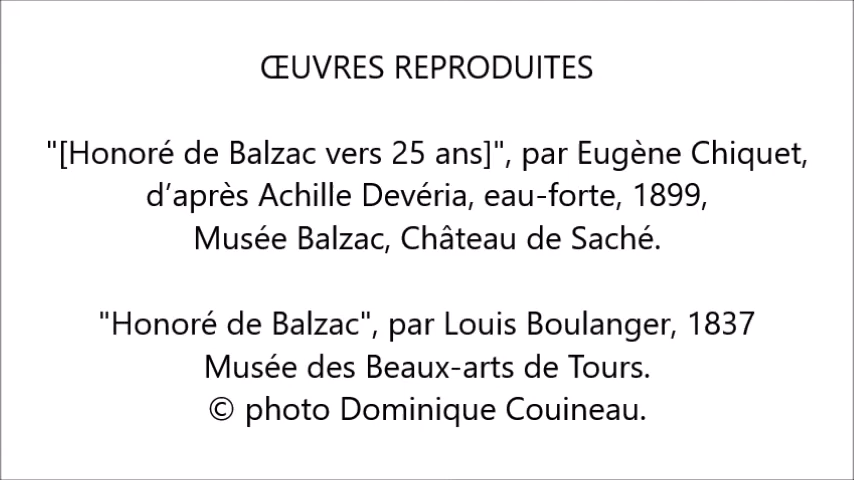 ŒUVRES REPRODUITES
"[Honoré de Balzac vers 25 ans]", par Eugène Chiquet,
d’après Achille Devéria, eau-forte, 1899,
Musée Balzac, Château de Saché.
"Honoré de Balzac", par Louis Boulanger, 1837
Musée des Beaux-arts de Tours.
© photo Dominique Couineau.